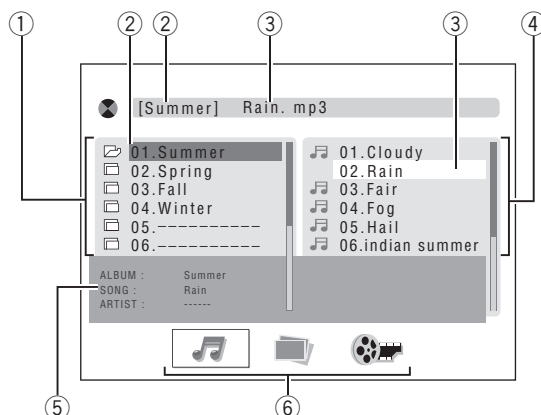 ① ② ② ③ ③ ④
[Summer] Rain. mp3
01.Summer
02.Spring
03.Fall
04.Winter
05.----------
06.----------
01.Cloudy
02.Rain
03.Fair
04.Fog
05.Hail
06.indian summer
ALBUM : Summer
SONG : Rain
ARTIST : ------
⑤ ⑥